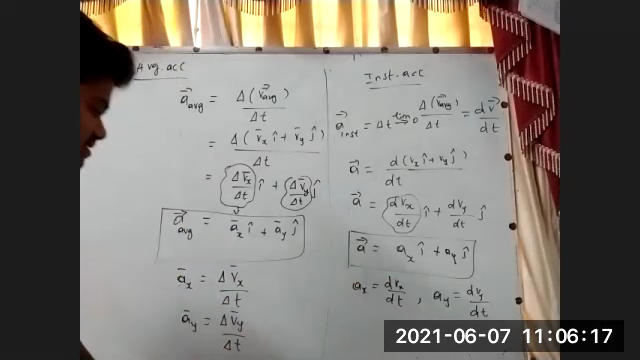 Avg. acc
a⃗avg = Δ(v⃗avg)/Δt
= Δ(v̄x î + v̄y ĵ)/Δt
= (Δv̄x/Δt) î + (Δv̄y/Δt) ĵ
a⃗avg = āx î + āy ĵ
āx = Δv̄x/Δt
āy = Δv̄y/Δt
Inst. act
a⃗inst = lim Δt→0 Δ(v⃗avg)/Δt = dv⃗/dt
a⃗ = d(vx î + vy ĵ)/dt
a⃗ = (dvx/dt) î + (dvy/dt) ĵ
a⃗ = ax î + ay ĵ
ax = dvx/dt , ay = dvy/dt
2021-06-07 11:06:17